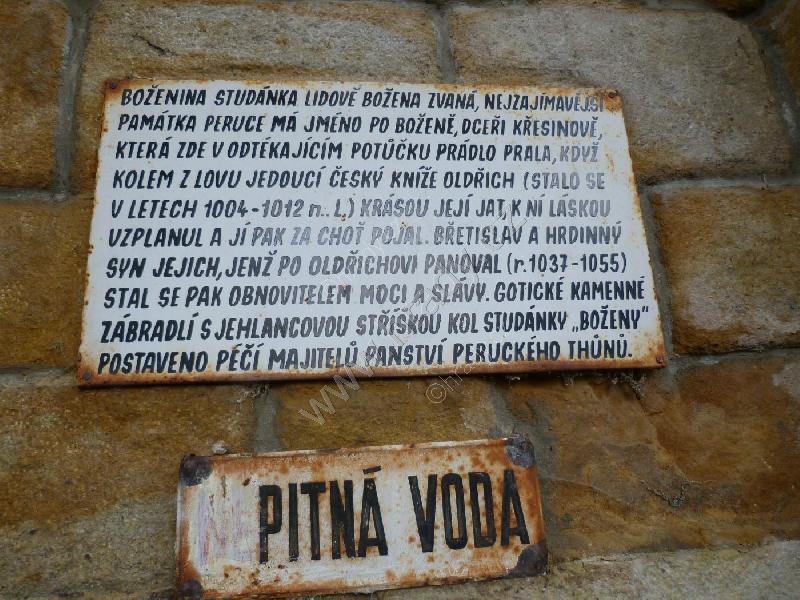 BOŽENINA STUDÁNKA LIDOVĚ BOŽENA ZVANÁ, NEJZAJÍMAVĚJŠÍ
PAMÁTKA PERUCE MÁ JMÉNO PO BOŽENĚ, DCEŘI KŘESINOVĚ,
KTERÁ ZDE V ODTÉKAJÍCÍM POTŮČKU PRÁDLO PRALA, KDYŽ
KOLEM Z LOVU JEDOUCÍ ČESKÝ KNÍŽE OLDŘICH (STALO SE
V LETECH 1004-1012 n.. L.) KRÁSOU JEJÍ JAT K NÍ LÁSKOU
VZPLANUL A JÍ PAK ZA CHOŤ POJAL. BŘETISLAV A HRDINNÝ
SYN JEJICH, JENŽ PO OLDŘICHOVI PANOVAL (r. 1037-1055)
STAL SE PAK OBNOVITELEM MOCI A SLÁVY. GOTICKÉ KAMENNÉ
ZÁBRADLÍ S JEHLANCOVOU STŘÍŠKOU KOL STUDÁNKY „BOŽENY"
POSTAVENO PÉČÍ MAJITELŮ PANSTVÍ PERUCKÉHO THŮNŮ.
PITNÁ VODA